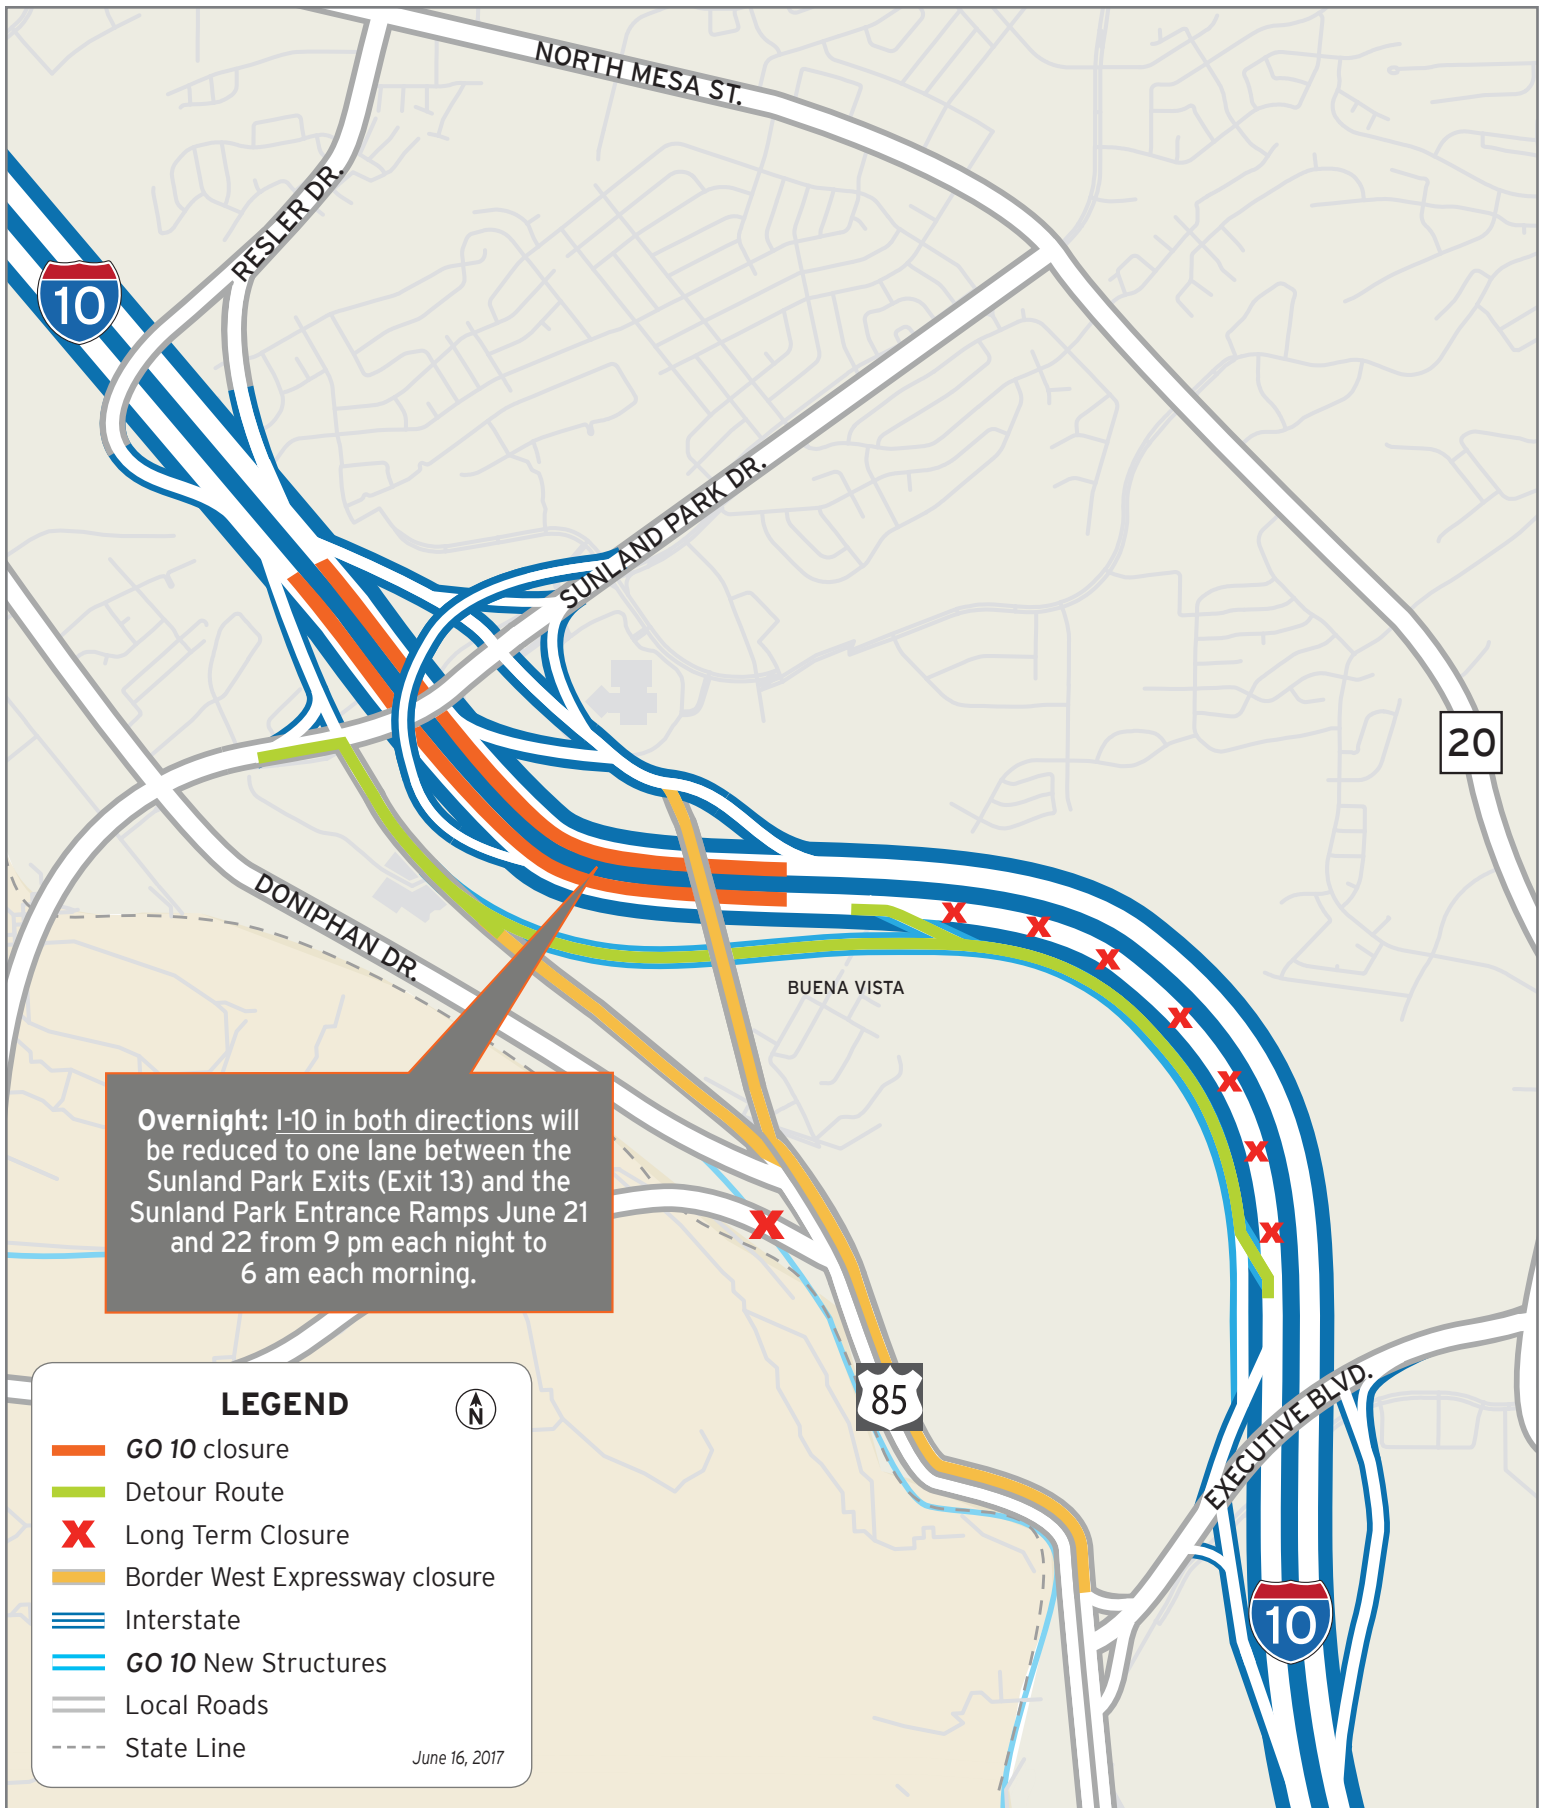 NORTH MESA ST.
RESLER DR.
10
SUNLAND PARK DR.
20
DONIPHAN DR.
BUENA VISTA
Overnight: I-10 in both directions will
be reduced to one lane between the
Sunland Park Exits (Exit 13) and the
Sunland Park Entrance Ramps June 21
and 22 from 9 pm each night to
6 am each morning.
85
EXECUTIVE BLVD.
10
LEGEND
N
GO 10 closure
Detour Route
X Long Term Closure
Border West Expressway closure
Interstate
GO 10 New Structures
Local Roads
State Line
June 16, 2017